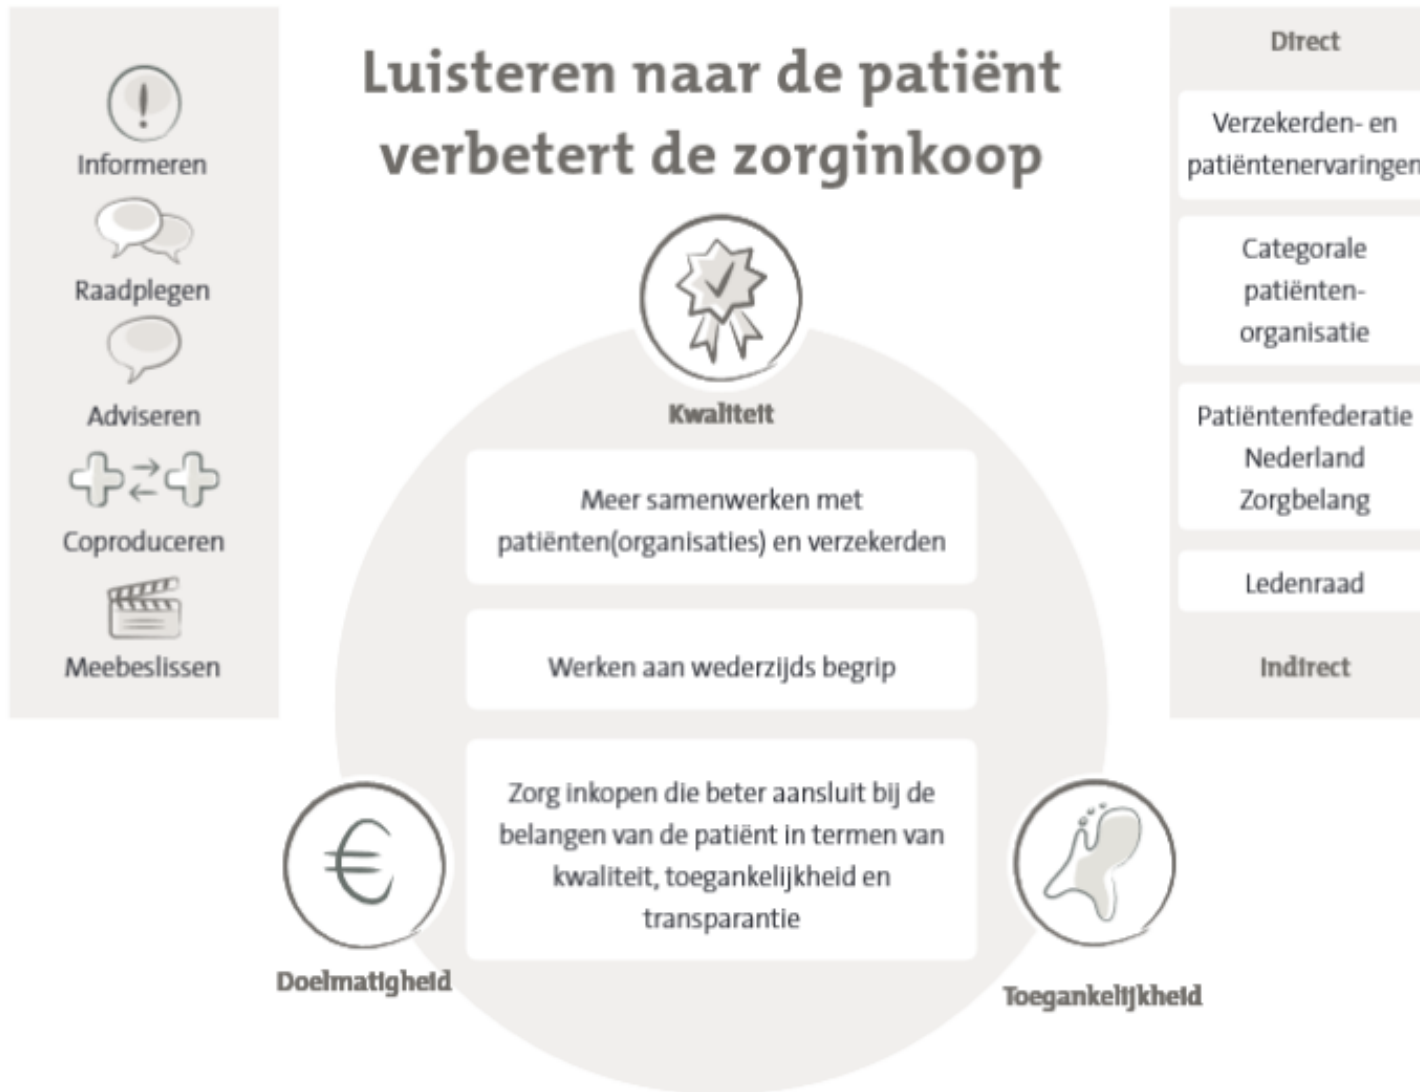 Luisteren naar de patiënt
verbetert de zorginkoop
Informeren
Raadplegen
Adviseren
Coproduceren
Meebeslissen
Kwaliteit
Meer samenwerken met
patiënten(organisaties) en verzekerden
Werken aan wederzijds begrip
Zorg inkopen die beter aansluit bij de
belangen van de patiënt in termen van
kwaliteit, toegankelijkheid en
transparantie
Doelmatigheid
Toegankelijkheid
Direct
Verzekerden- en
patiëntenervaringen
Categorale
patiënten-
organisatie
Patiëntenfederatie
Nederland
Zorgbelang
Ledenraad
Indirect